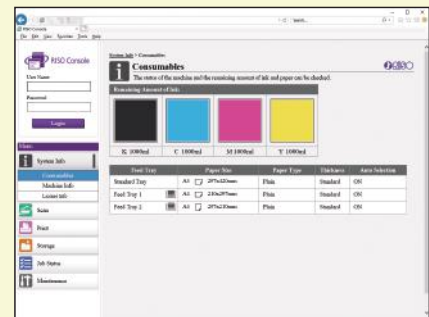 RISO Console
File Edit View Favorites Tools Help
RISO Console
User Name
Password
Login
Menu
System Info
Consumables
Machine Info
License Info
Scan
Print
Storage
Job Status
Maintenance
System Info > Consumables
Consumables
The status of the machine and the remaining amount of ink and paper can be checked.
Remaining Amount of Ink
K 1000ml C 1000ml M 1000ml Y 1000ml
Feed Tray Paper Size Paper Type Thickness Auto Selection
Standard Tray Plain Standard ON
Feed Tray 1 A4 210x297mm Plain Standard ON
Feed Tray 2 Plain Standard ON